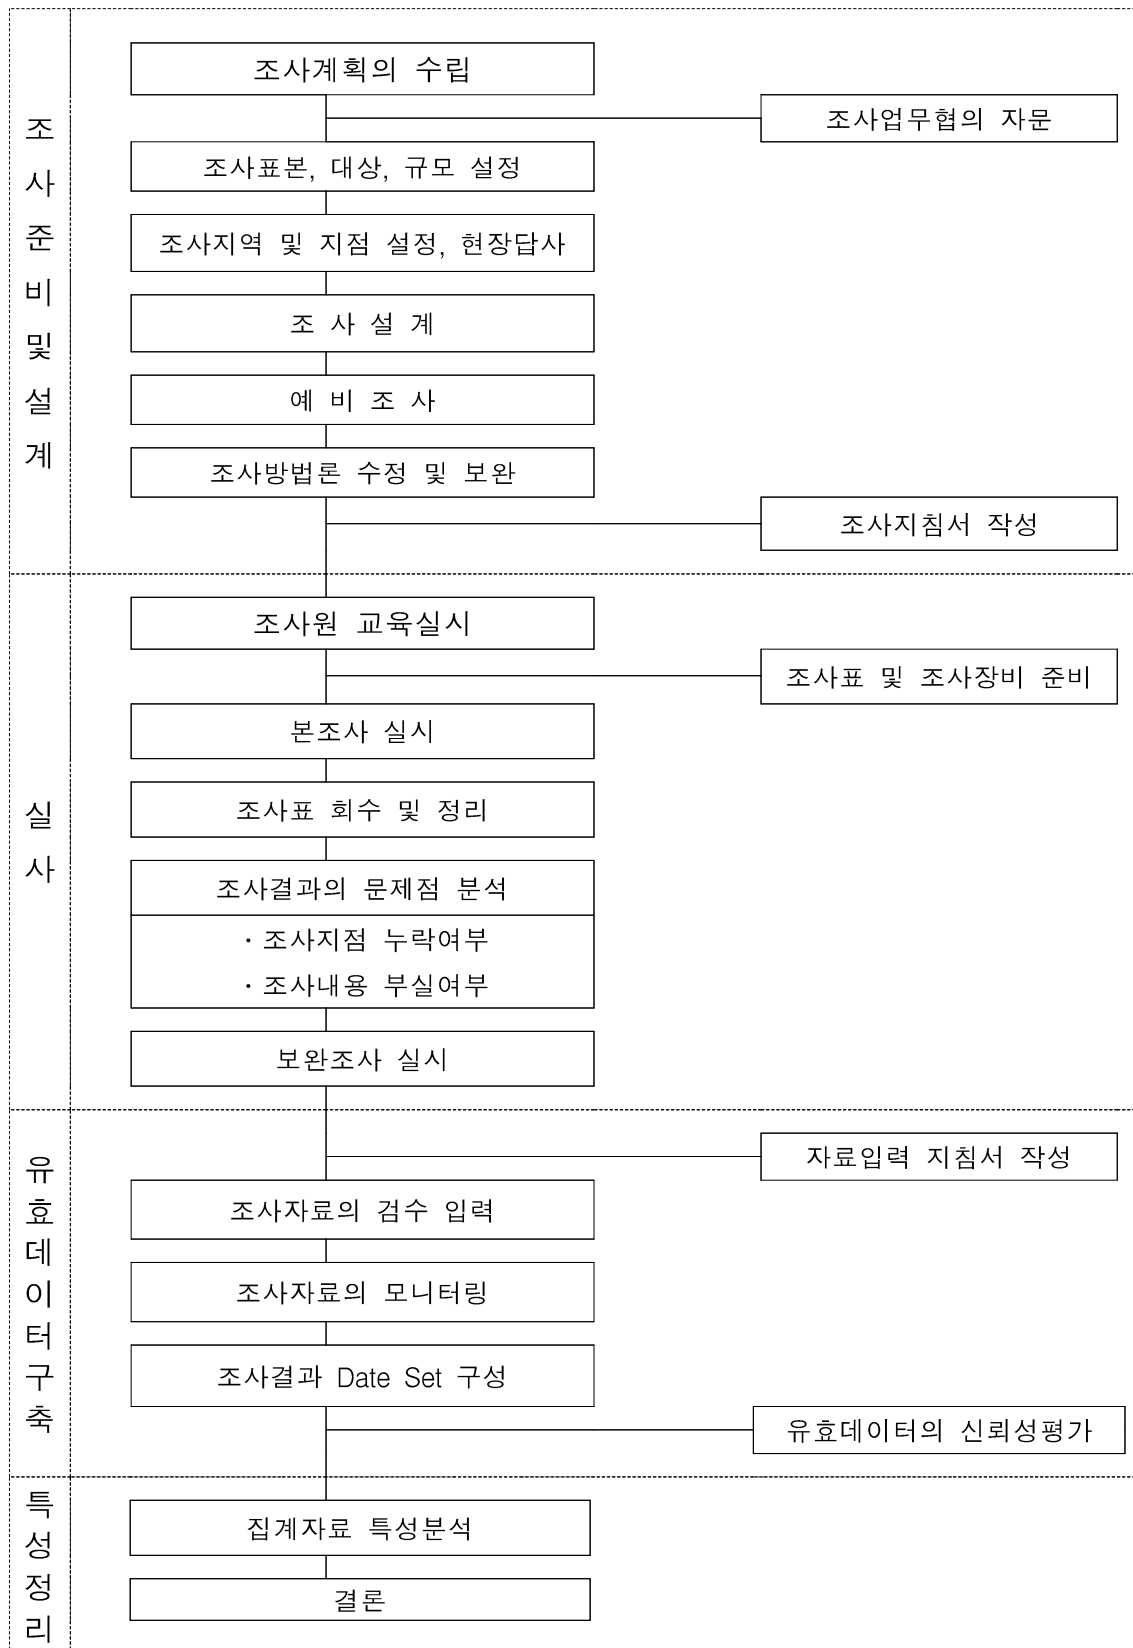 조사준비및설계
조사계획의 수립
조사업무협의 자문
조사표본, 대상, 규모 설정
조사지역 및 지점 설정, 현장답사
조 사 설 계
예 비 조 사
조사방법론 수정 및 보완
조사지침서 작성
실사
조사원 교육실시
조사표 및 조사장비 준비
본조사 실시
조사표 회수 및 정리
조사결과의 문제점 분석
· 조사지점 누락여부
· 조사내용 부실여부
보완조사 실시
유효데이터구축
자료입력 지침서 작성
조사자료의 검수 입력
조사자료의 모니터링
조사결과 Date Set 구성
유효데이터의 신뢰성평가
특성정리
집계자료 특성분석
결론